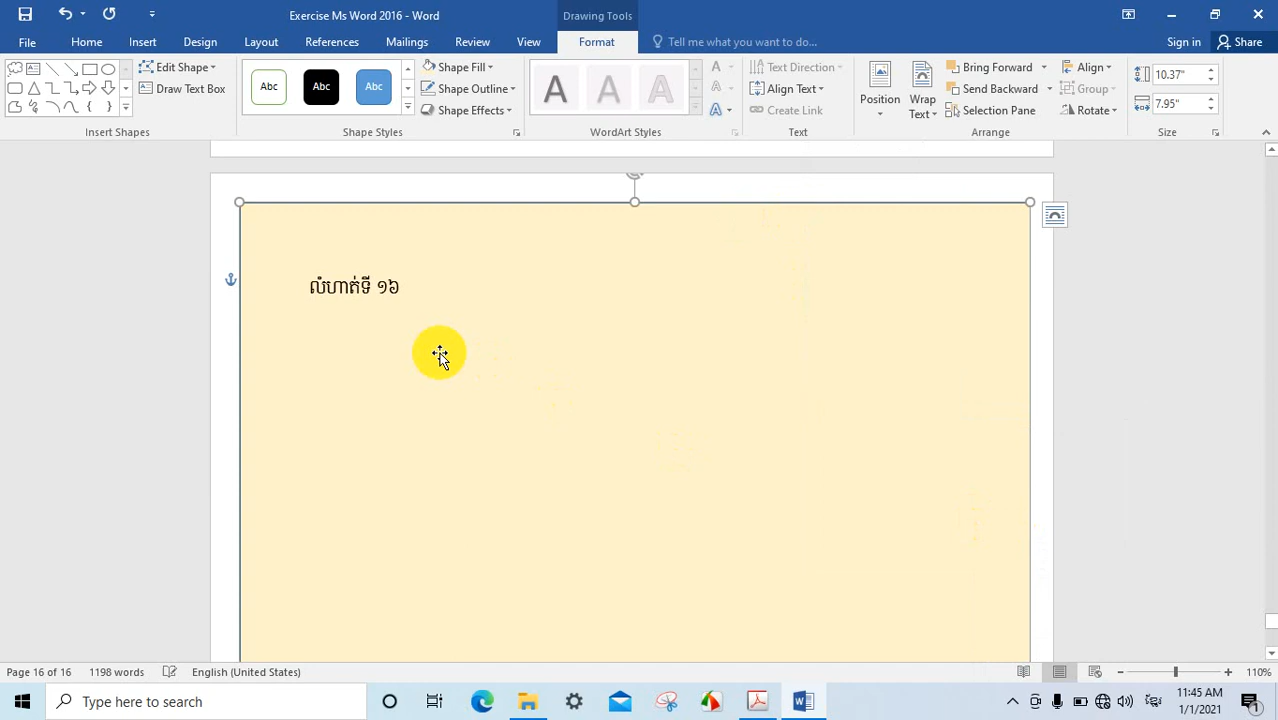 Exercise Ms Word 2016 - Word
Drawing Tools
File Home Insert Design Layout References Mailings Review View Format Tell me what you want to do... Sign in Share
Edit Shape
Draw Text Box
Insert Shapes
Abc Abc Abc
Shape Fill
Shape Outline
Shape Effects
Shape Styles
A A A
WordArt Styles
Text Direction
Align Text
Create Link
Text
Position
Wrap Text
Bring Forward
Send Backward
Selection Pane
Align
Group
Rotate
Arrange
10.37"
7.95"
Size
លំហាត់ទី ១៦
Page 16 of 16 1198 words English (United States) 110%
Type here to search
11:45 AM
1/1/2021